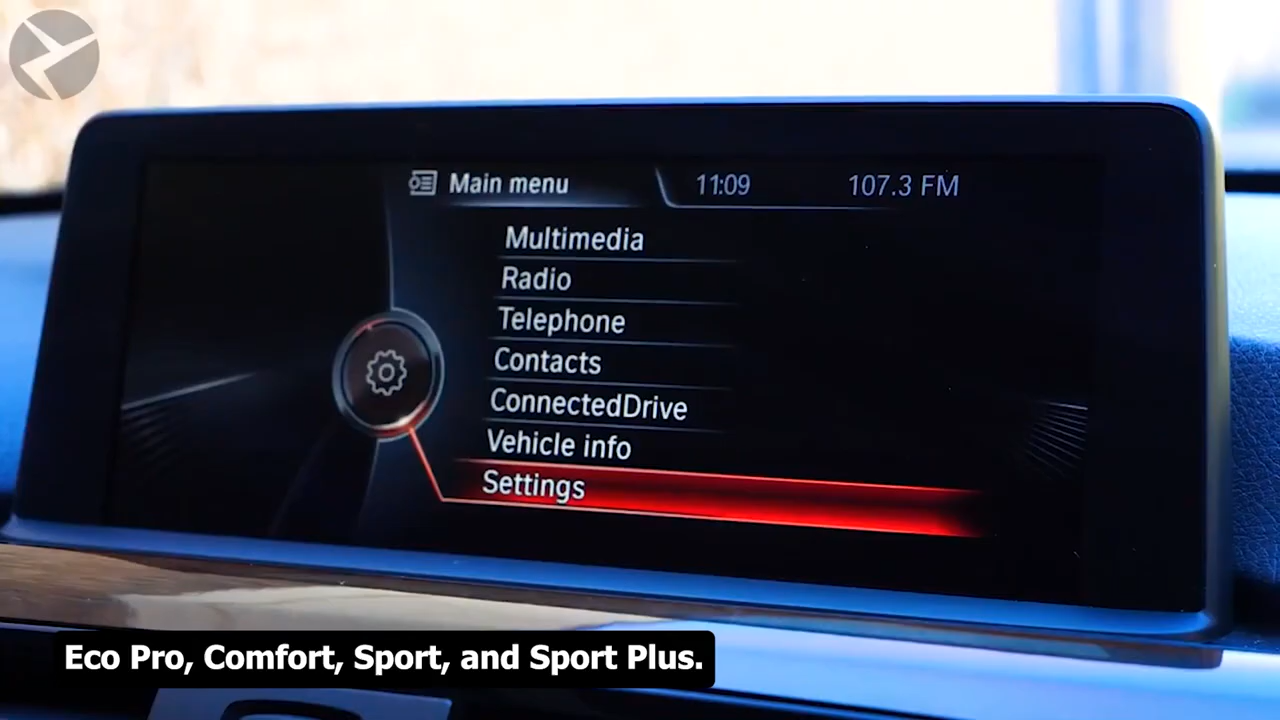 Main menu 11:09 107.3 FM
Multimedia
Radio
Telephone
Contacts
ConnectedDrive
Vehicle info
Settings
Eco Pro, Comfort, Sport, and Sport Plus.